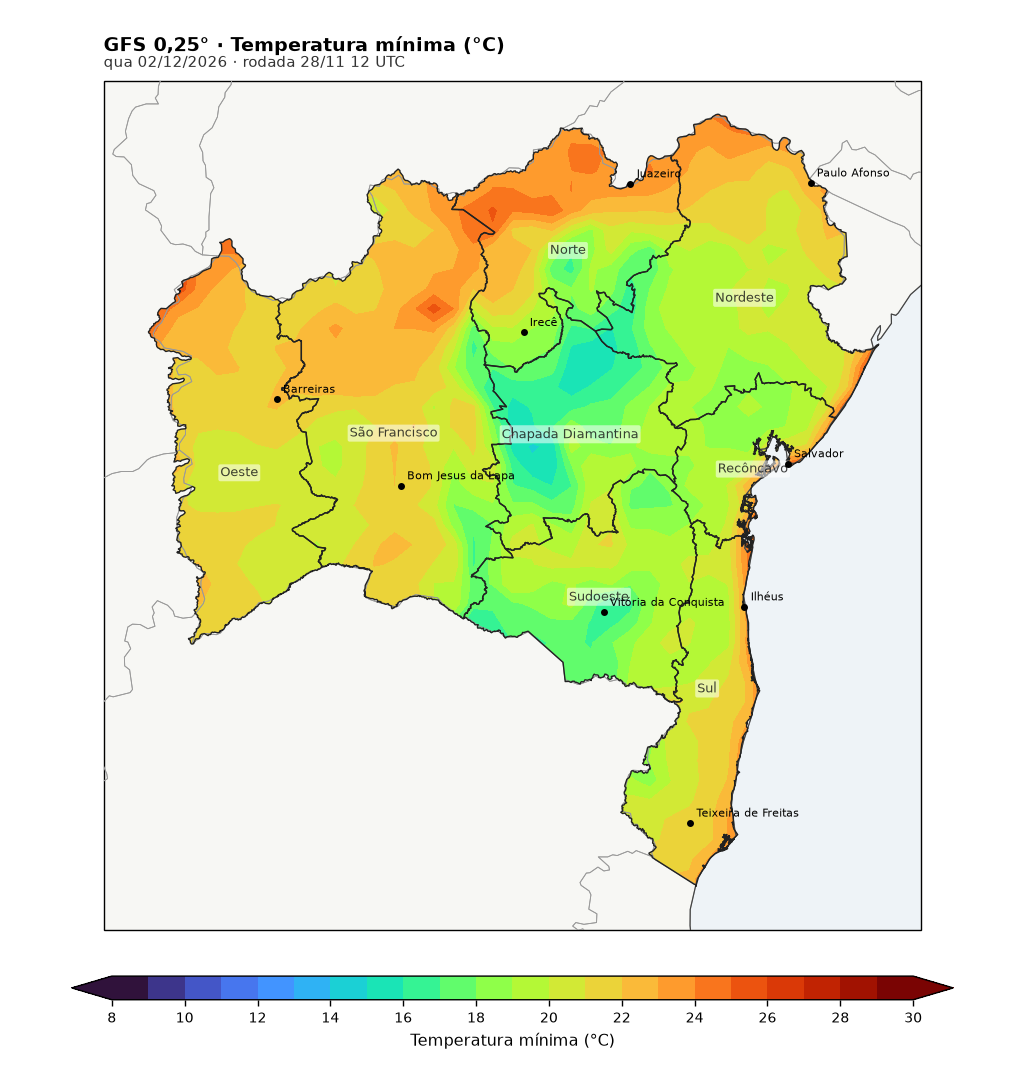 GFS 0,25° · Temperatura mínima (°C)
qua 02/12/2026 · rodada 28/11 12 UTC
Juazeiro
Paulo Afonso
Norte
Nordeste
Irecê
Barreiras
São Francisco
Chapada Diamantina
Salvador
Recôncavo
Oeste
Bom Jesus da Lapa
Sudoeste
Vitória da Conquista
Ilhéus
Sul
Teixeira de Freitas
8 10 12 14 16 18 20 22 24 26 28 30
Temperatura mínima (°C)